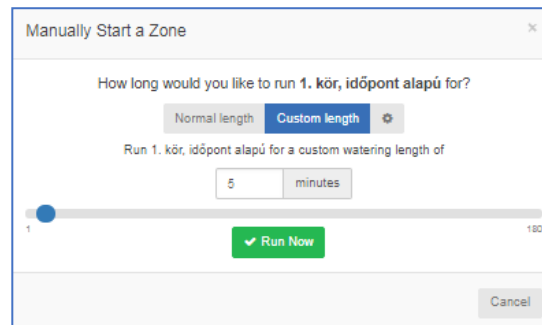 Manually Start a Zone
×
How long would you like to run 1. kör, időpont alapú for?
Normal length Custom length
Run 1. kör, időpont alapú for a custom watering length of
5 minutes
1 180
✔ Run Now
Cancel